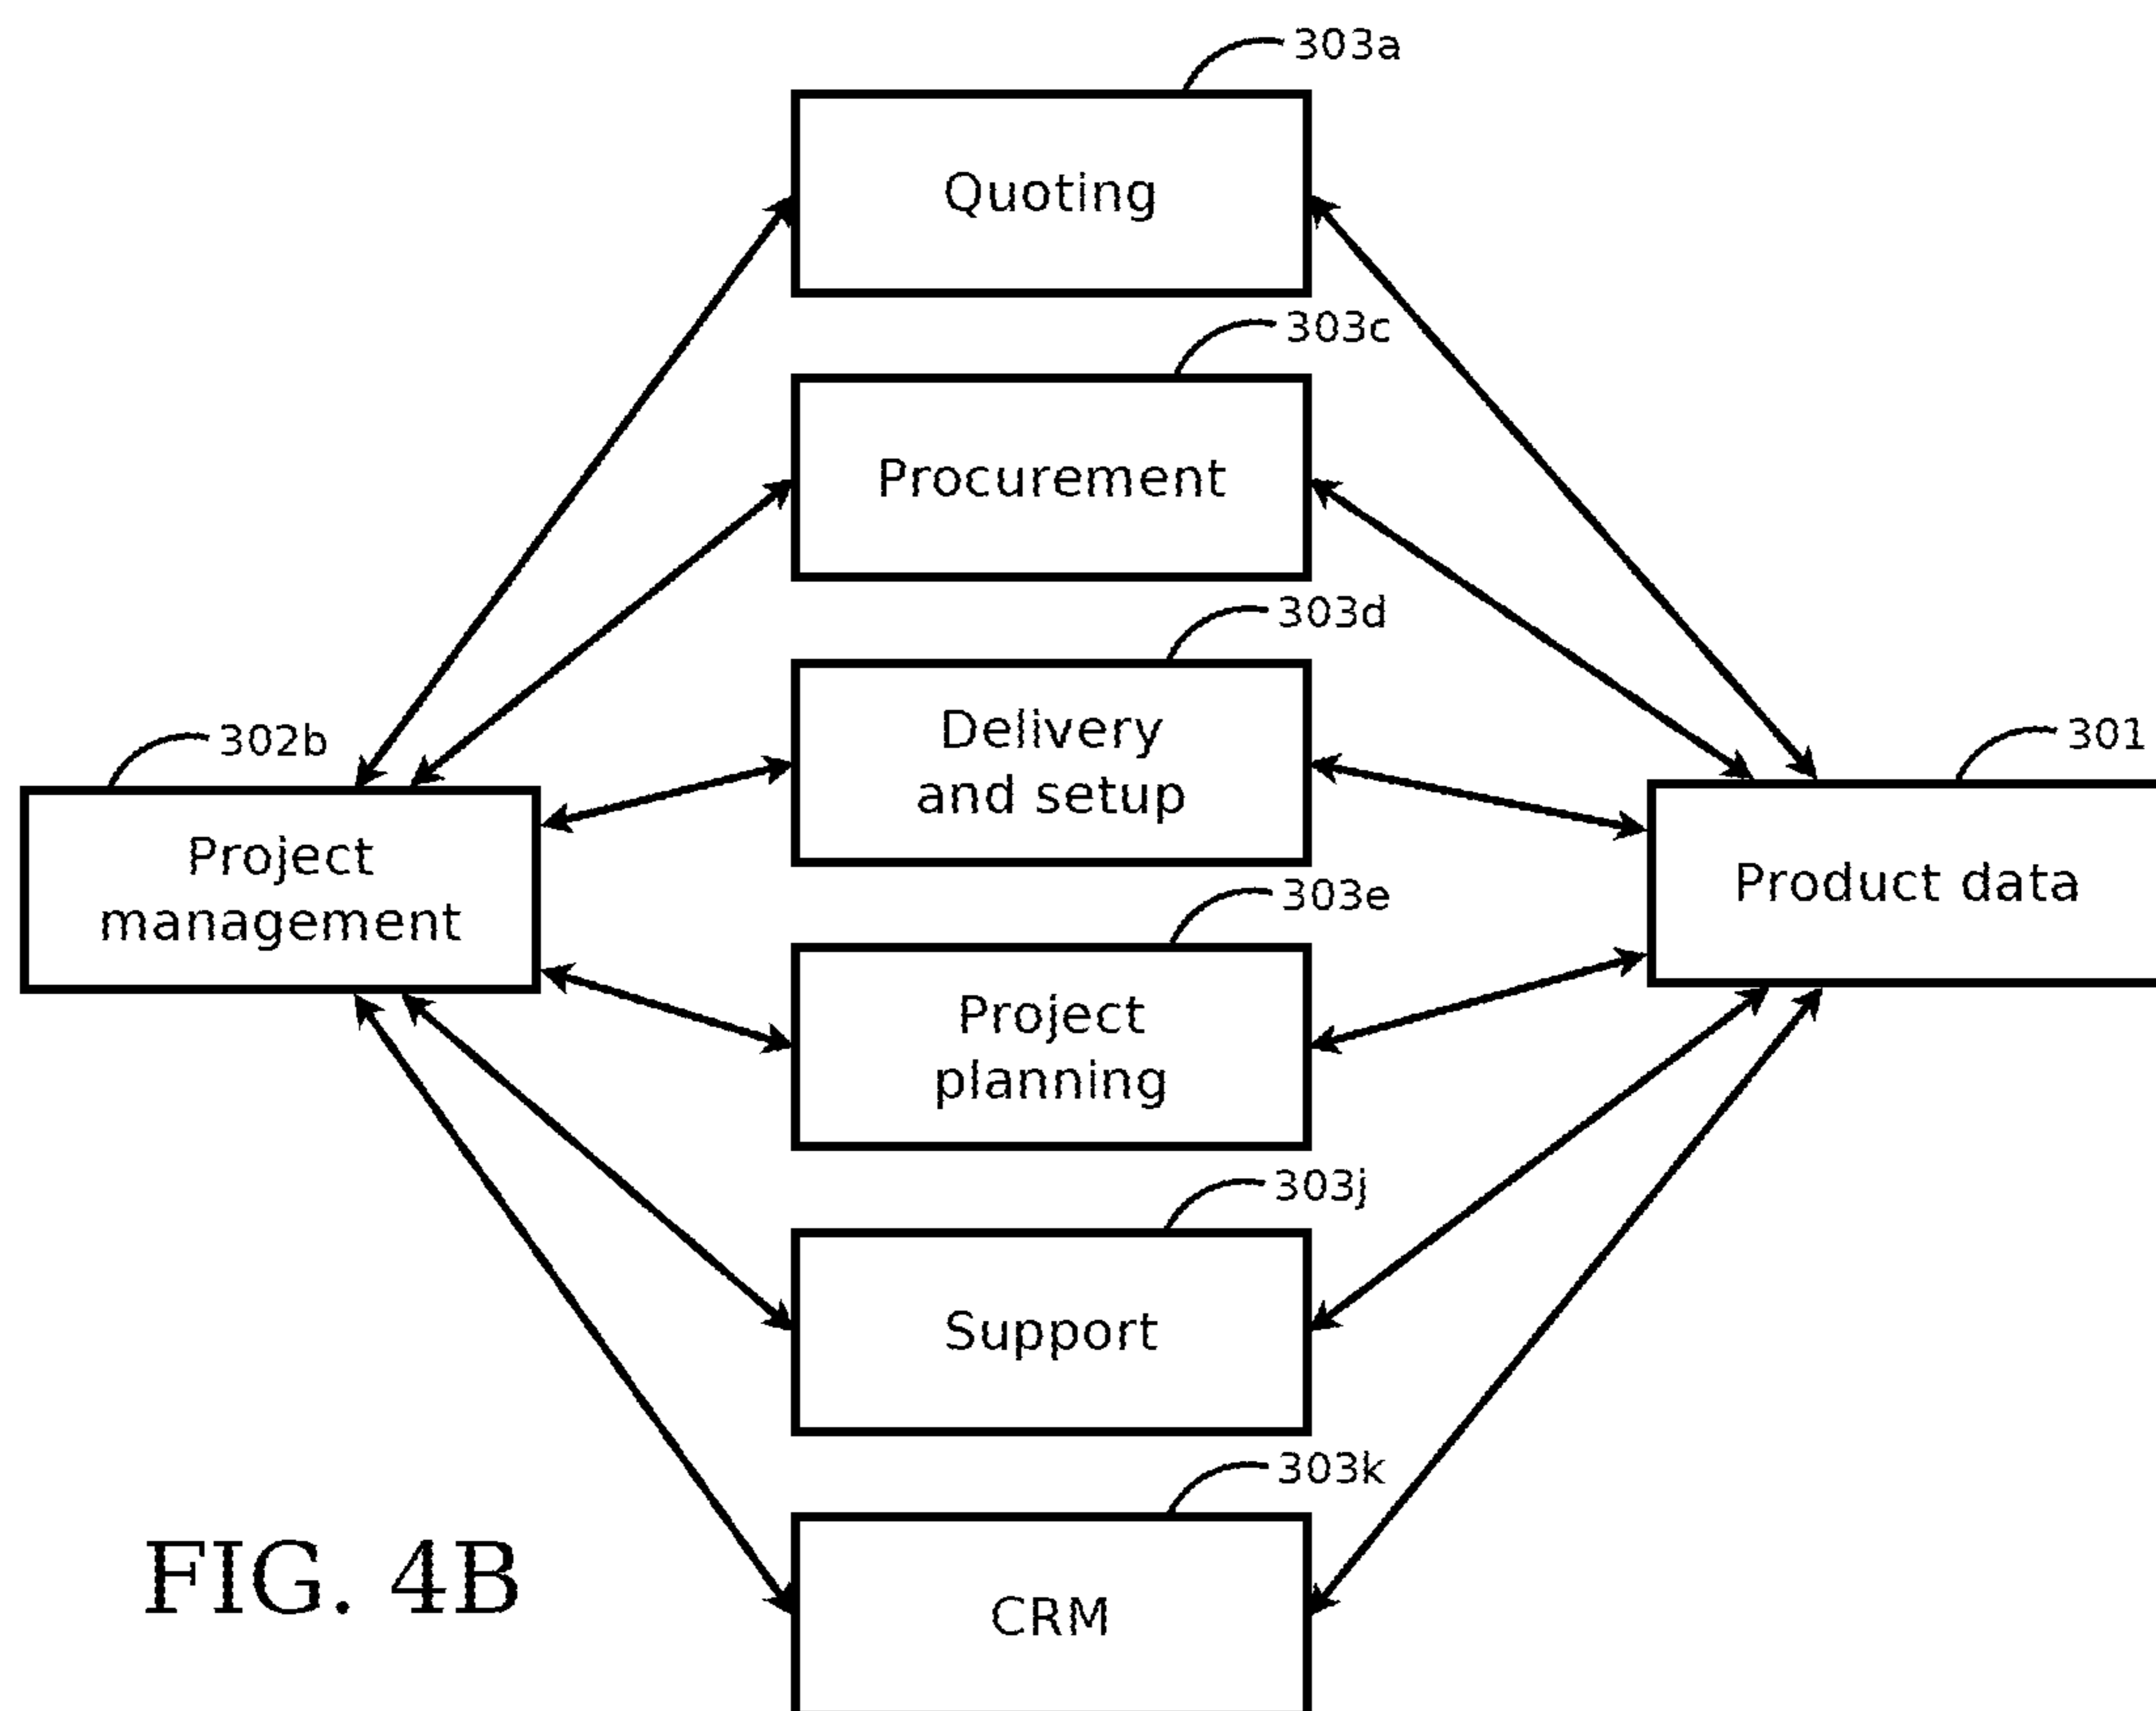 303a
Quoting
303c
Procurement
303d
Delivery
and setup
302b
Project
management
301
Product data
303e
Project
planning
303j
Support
303k
CRM
FIG. 4B